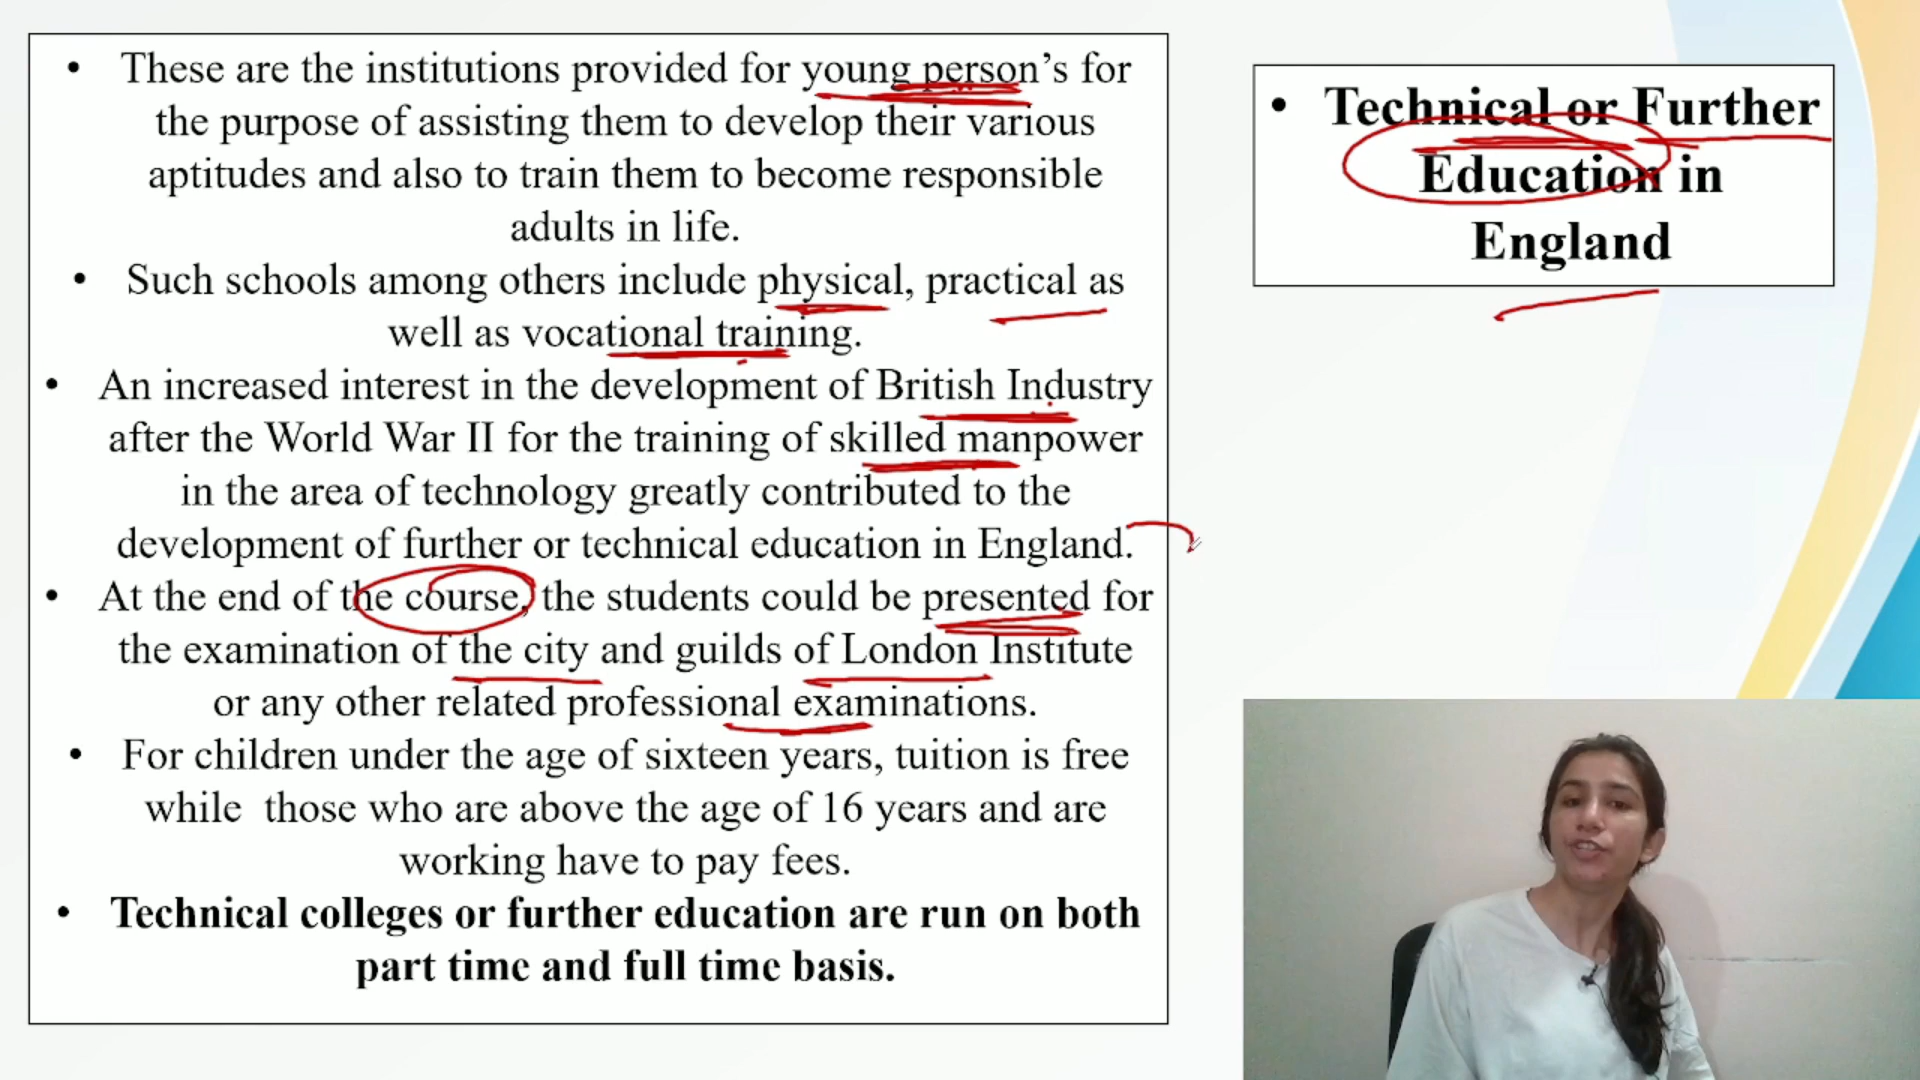 • These are the institutions provided for young person’s for
the purpose of assisting them to develop their various
aptitudes and also to train them to become responsible
adults in life.
• Such schools among others include physical, practical as
well as vocational training.
• An increased interest in the development of British Industry
after the World War II for the training of skilled manpower
in the area of technology greatly contributed to the
development of further or technical education in England.
• At the end of the course, the students could be presented for
the examination of the city and guilds of London Institute
or any other related professional examinations.
• For children under the age of sixteen years, tuition is free
while  those who are above the age of 16 years and are
working have to pay fees.
• Technical colleges or further education are run on both
part time and full time basis.
• Technical or Further
Education in
England